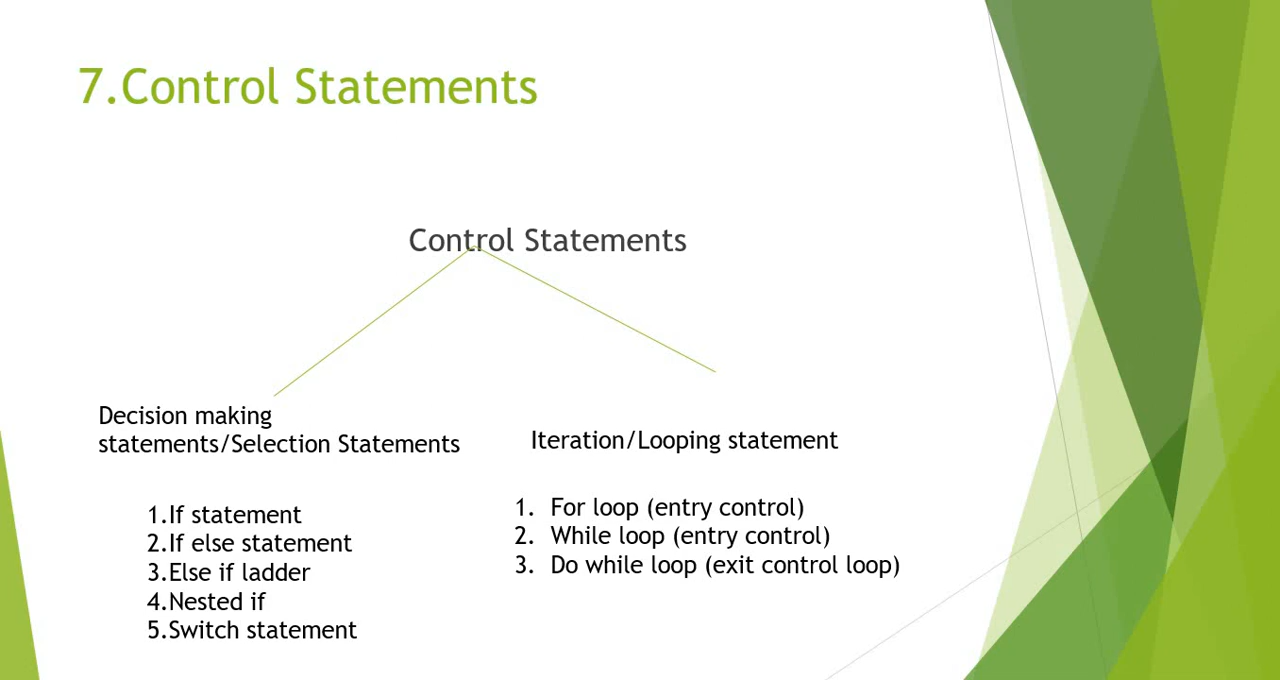 7.Control Statements
Control Statements
Decision making
statements/Selection Statements
1.If statement
2.If else statement
3.Else if ladder
4.Nested if
5.Switch statement
Iteration/Looping statement
1. For loop (entry control)
2. While loop (entry control)
3. Do while loop (exit control loop)